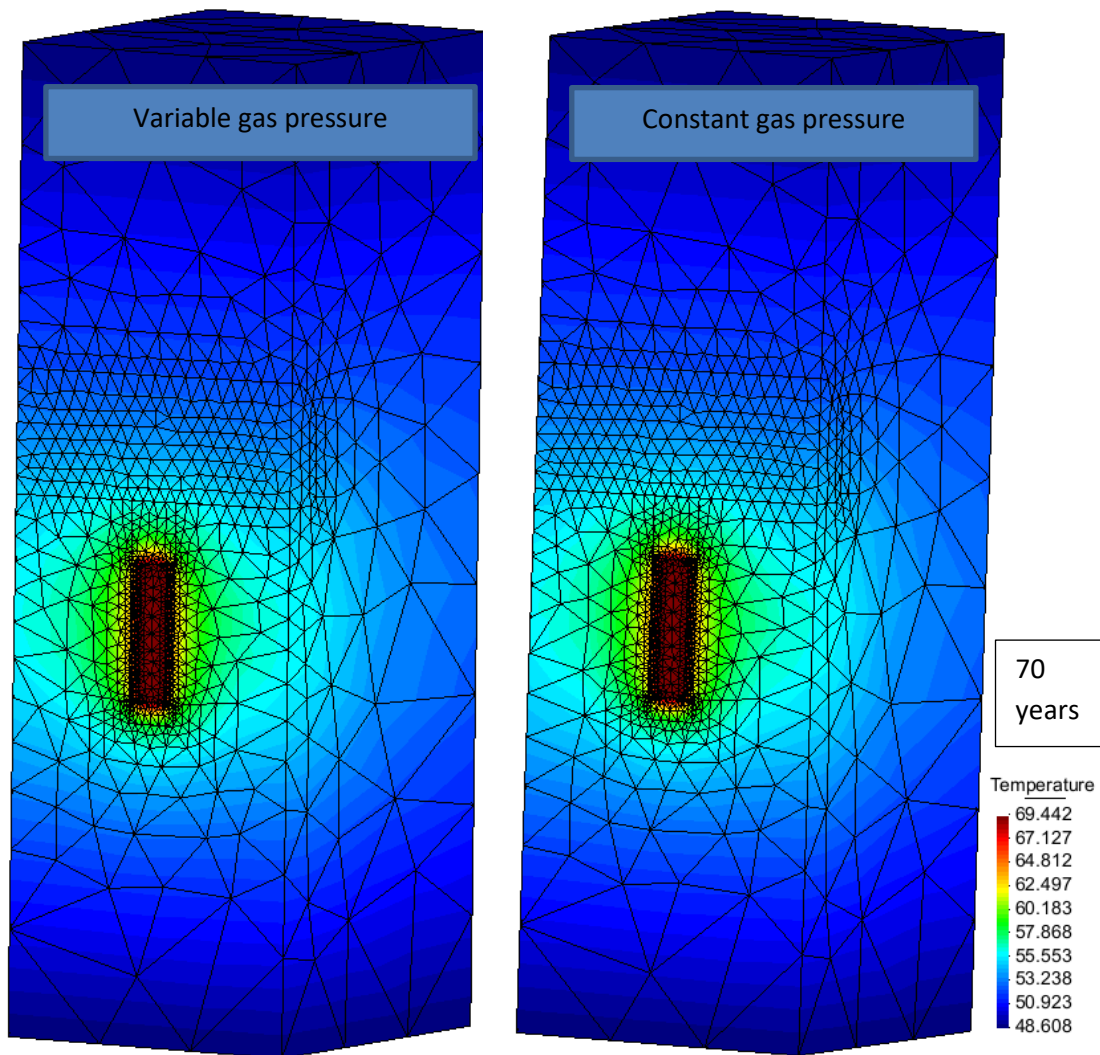 Variable gas pressure
Constant gas pressure
70
years
Temperature
69.442
67.127
64.812
62.497
60.183
57.868
55.553
53.238
50.923
48.608